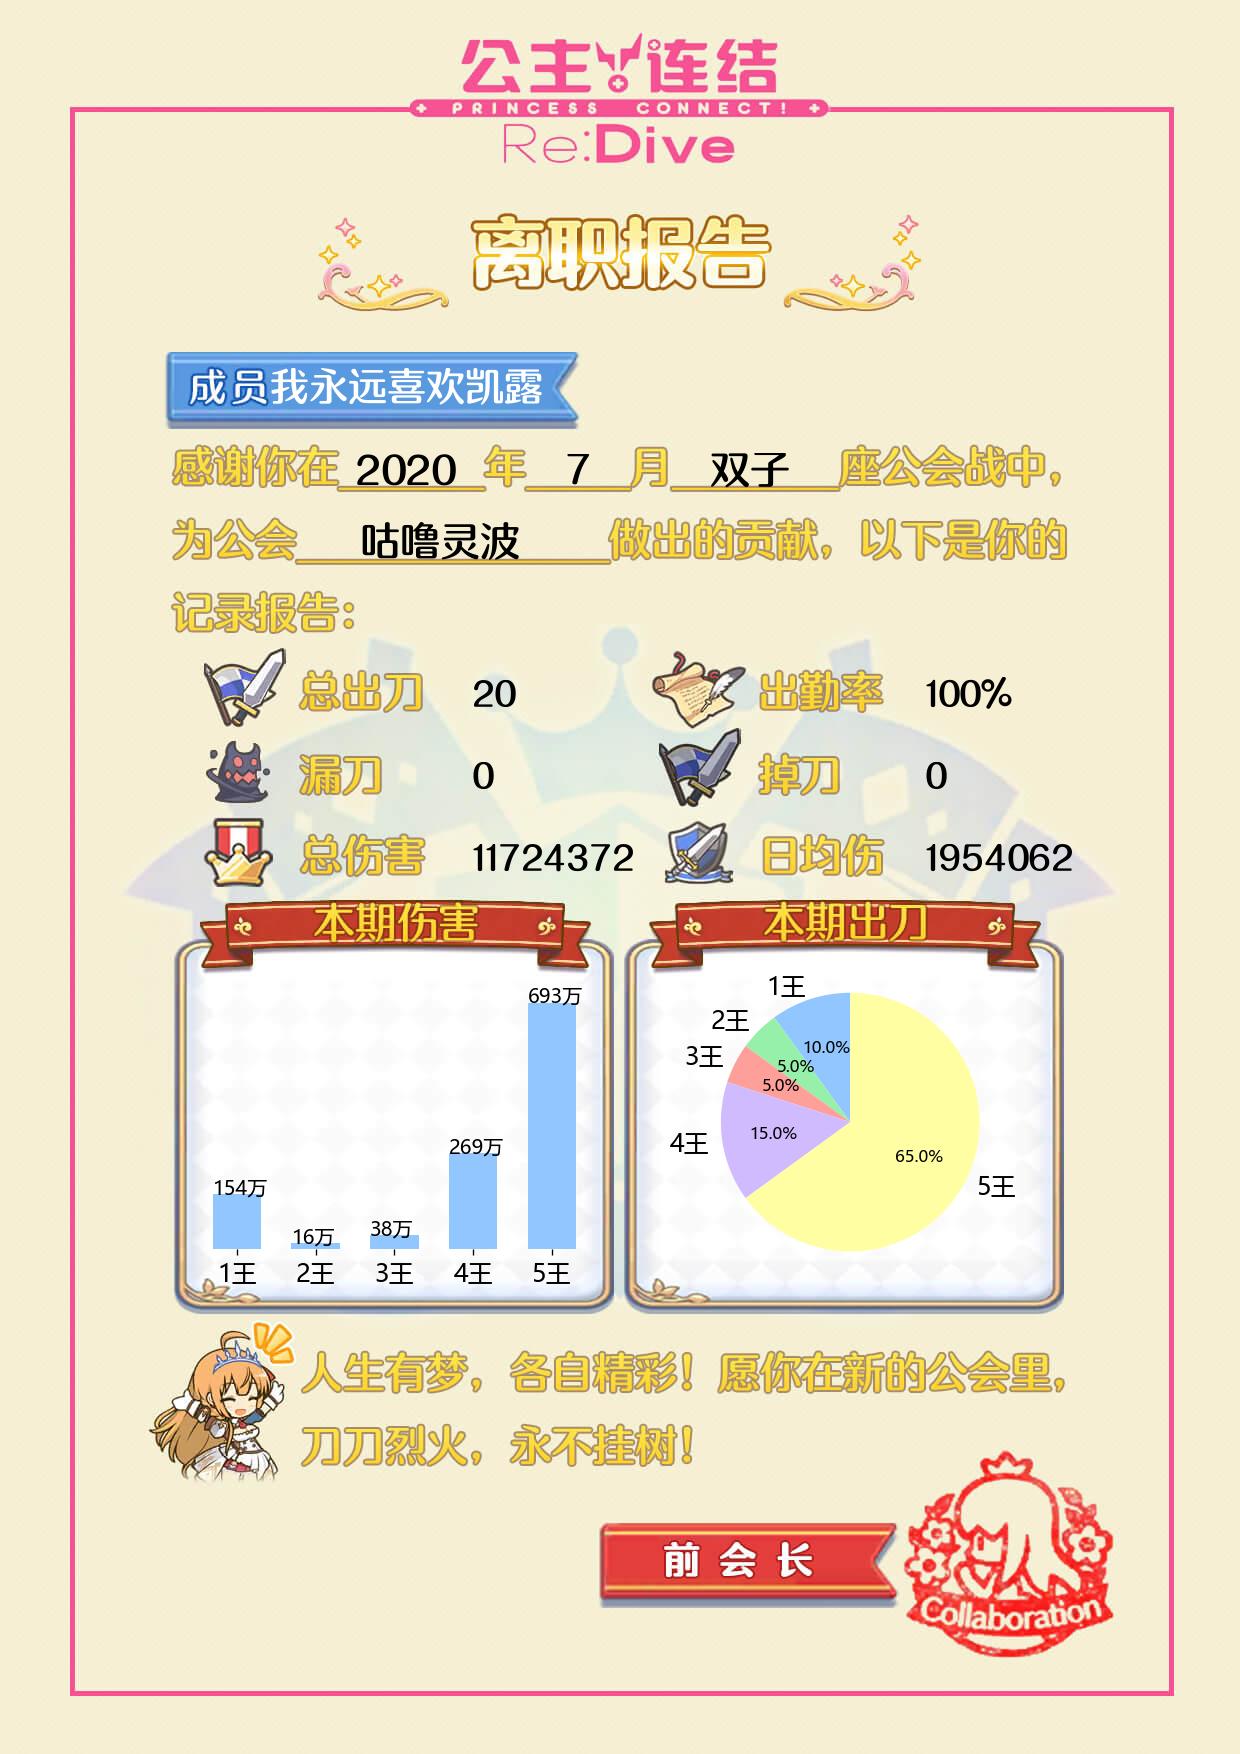 公主连结
PRINCESS CONNECT!
Re:Dive
离职报告
成员我永远喜欢凯露
感谢你在 2020 年 7 月 双子 座公会战中，
为公会 咕噜灵波 做出的贡献，以下是你的
记录报告：
总出刀 20 出勤率 100%
漏刀 0 掉刀 0
总伤害 11724372 日均伤 1954062
本期伤害
693万
269万
154万
38万
16万
1王 2王 3王 4王 5王
本期出刀
1王
2王
3王
4王
5王
10.0%
5.0%
5.0%
15.0%
65.0%
人生有梦，各自精彩！愿你在新的公会里，
刀刀烈火，永不挂树！
前会长
Collaboration